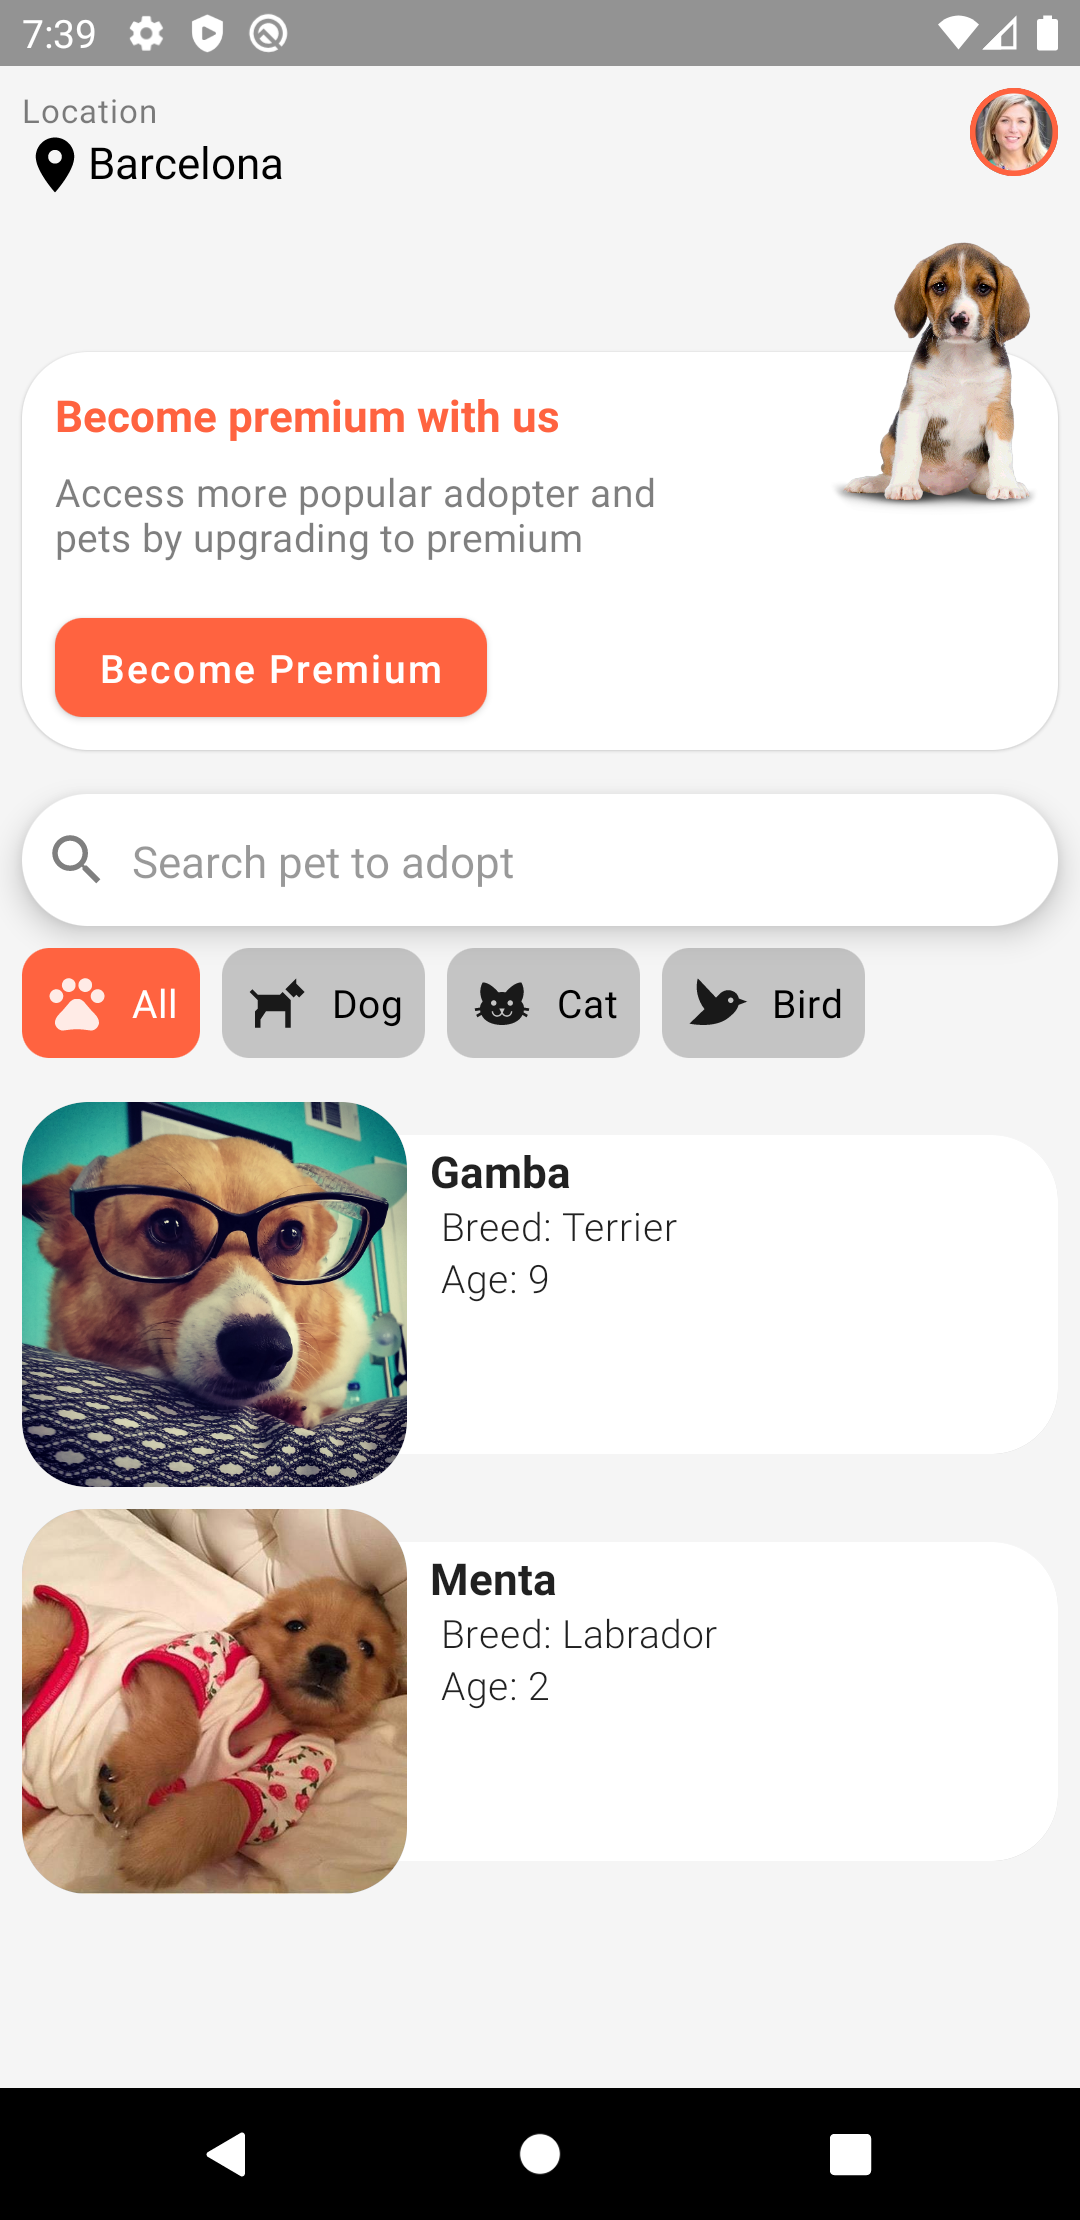 7:39
Location
Barcelona
Become premium with us
Access more popular adopter and
pets by upgrading to premium
Become Premium
Search pet to adopt
All
Dog
Cat
Bird
Gamba
Breed: Terrier
Age: 9
Menta
Breed: Labrador
Age: 2